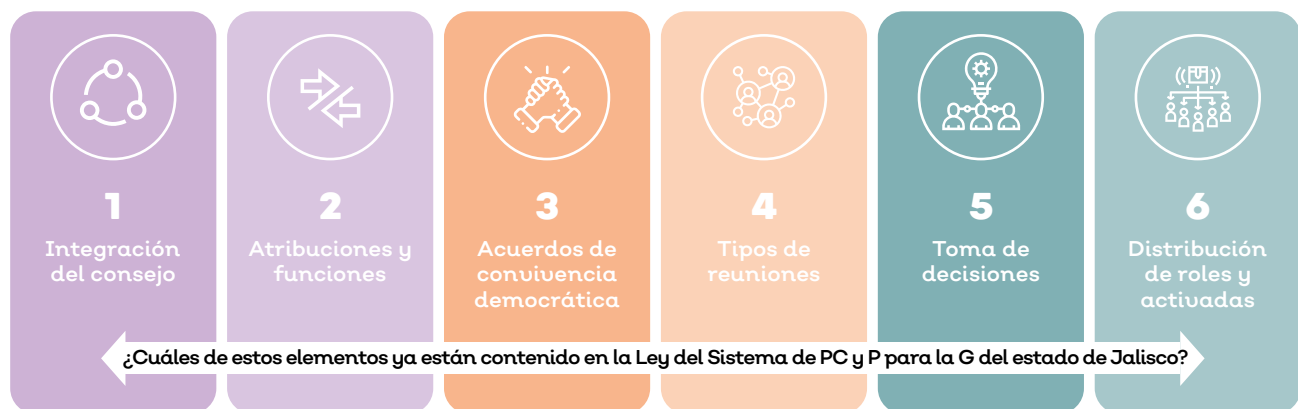 1
Integración
del consejo
2
Atribuciones y
funciones
3
Acuerdos de
convivencia
democrática
4
Tipos de
reuniones
5
Toma de
decisiones
6
Distribución
de roles y
activadas
¿Cuáles de estos elementos ya están contenido en la Ley del Sistema de PC y P para la G del estado de Jalisco?